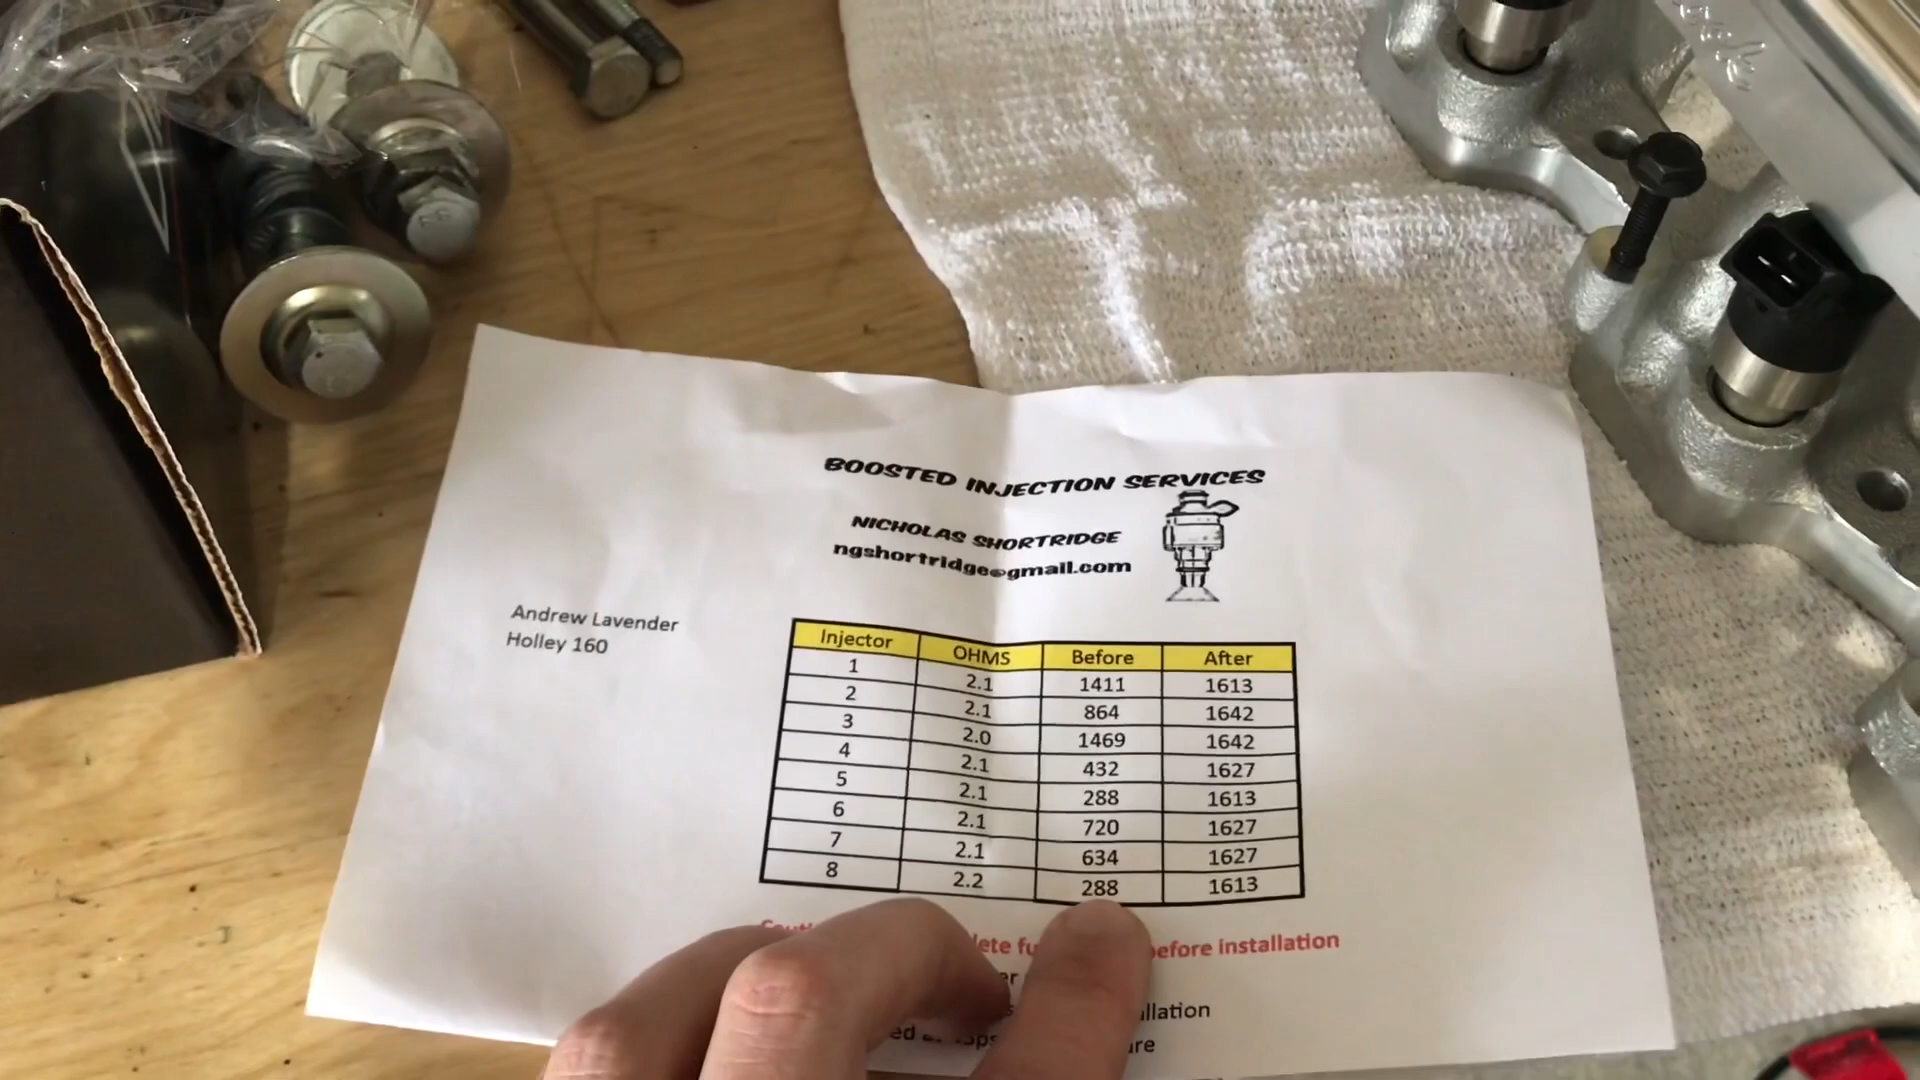 BOOSTED INJECTION SERVICES
NICHOLAS SHORTRIDGE
ngshortridge@gmail.com
Andrew Lavender
Holley 160
Injector OHMS Before After
1 2.1 1411 1613
2 2.1 864 1642
3 2.0 1469 1642
4 2.1 432 1627
5 2.1 288 1613
6 2.1 720 1627
7 2.1 634 1627
8 2.2 288 1613
before installation